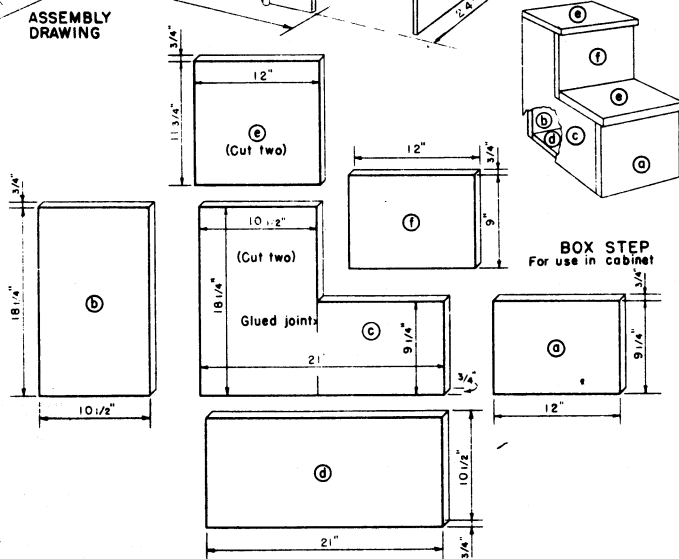 ASSEMBLY
DRAWING
24
3/4"
12"
11 3/4"
e
(Cut two)
e
f
e
b
c
d
a
12"
3/4"
f
9"
3/4"
18 1/4"
b
10 1/2"
10 1/2"
(Cut two)
18 1/4"
Glued joint
c
9 1/4"
21"
3/4"
BOX STEP
For use in cabinet
3/4"
a
9 1/4"
12"
d
10 1/2"
21"
3/4"